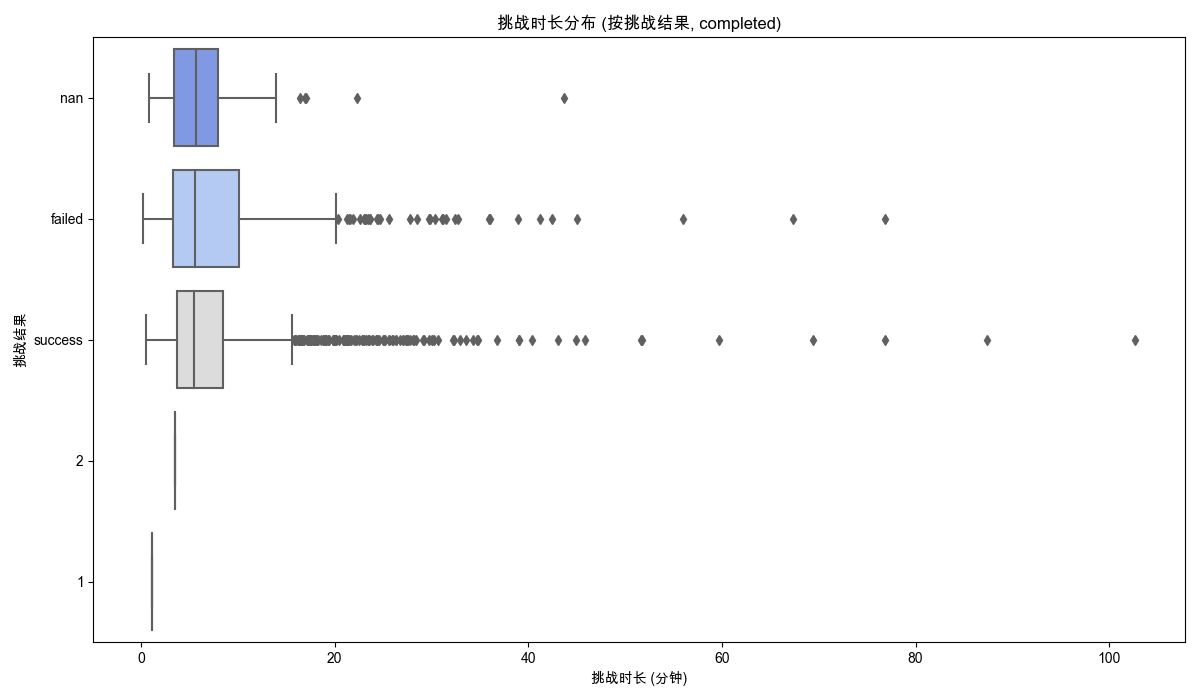 挑战时长分布 (按挑战结果, completed)
挑战结果
nan
failed
success
2
1
0 20 40 60 80 100
挑战时长 (分钟)